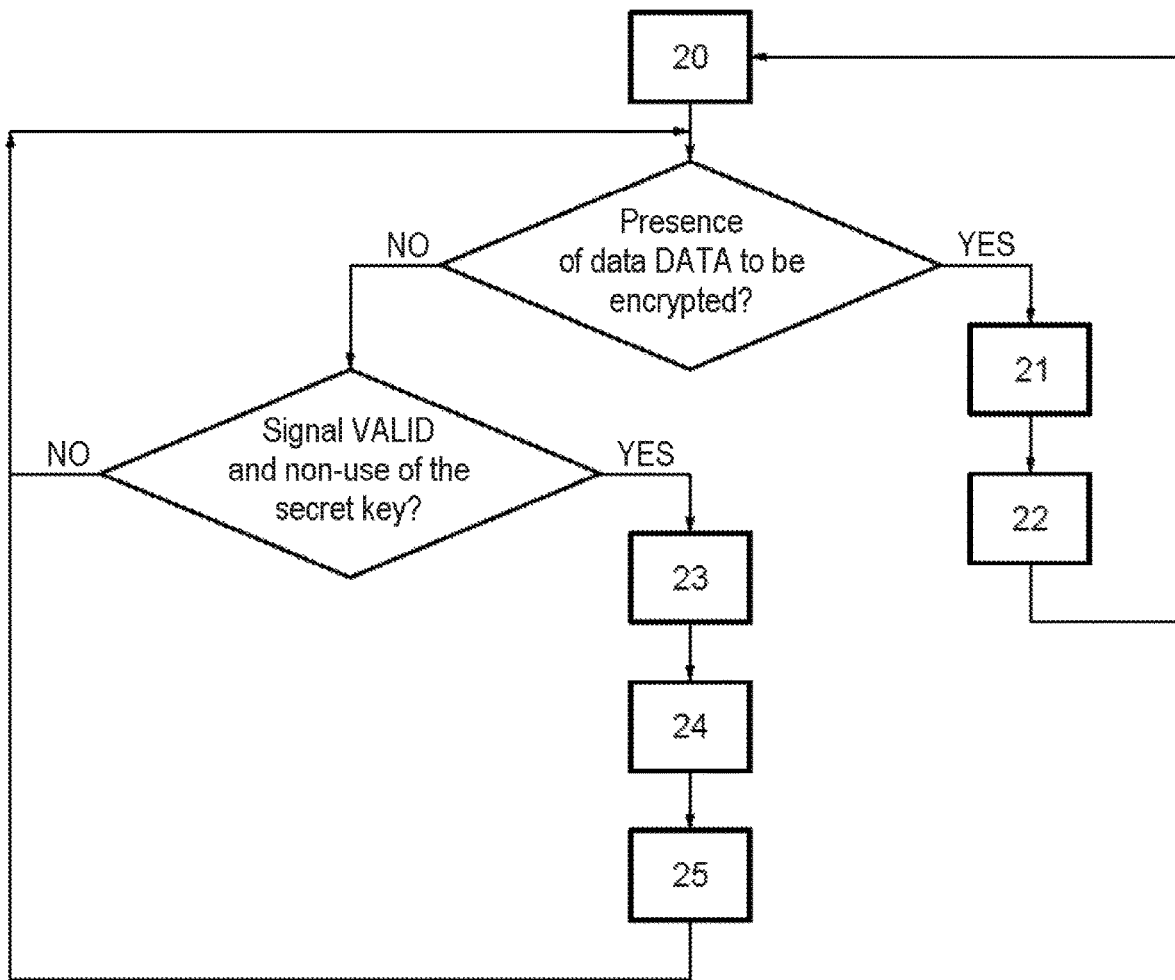 20
Presence
of data DATA to be
encrypted?
NO
YES
21
Signal VALID
and non-use of the
secret key?
NO
YES
22
23
24
25